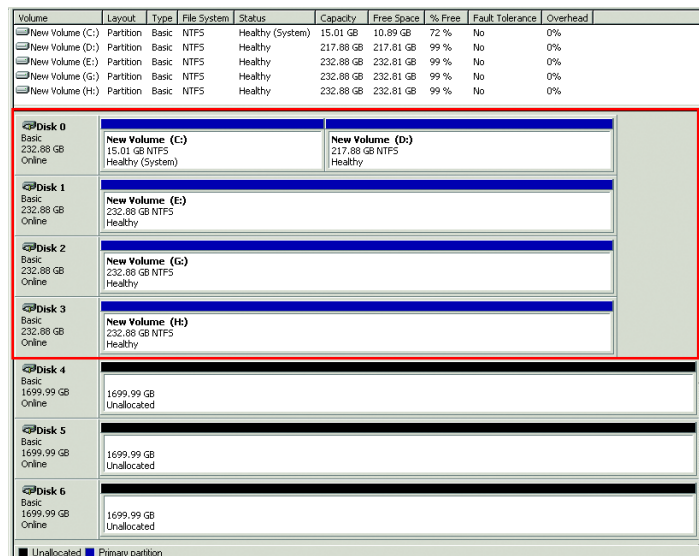 Volume Layout Type File System Status Capacity Free Space % Free Fault Tolerance Overhead
New Volume (C:) Partition Basic NTFS Healthy (System) 15.01 GB 10.89 GB 72 % No 0%
New Volume (D:) Partition Basic NTFS Healthy 217.88 GB 217.81 GB 99 % No 0%
New Volume (E:) Partition Basic NTFS Healthy 232.88 GB 232.81 GB 99 % No 0%
New Volume (G:) Partition Basic NTFS Healthy 232.88 GB 232.81 GB 99 % No 0%
New Volume (H:) Partition Basic NTFS Healthy 232.88 GB 232.81 GB 99 % No 0%
Disk 0
Basic
232.88 GB
Online
New Volume (C:)
15.01 GB NTFS
Healthy (System)
New Volume (D:)
217.88 GB NTFS
Healthy
Disk 1
Basic
232.88 GB
Online
New Volume (E:)
232.88 GB NTFS
Healthy
Disk 2
Basic
232.88 GB
Online
New Volume (G:)
232.88 GB NTFS
Healthy
Disk 3
Basic
232.88 GB
Online
New Volume (H:)
232.88 GB NTFS
Healthy
Disk 4
Basic
1699.99 GB
Online
1699.99 GB
Unallocated
Disk 5
Basic
1699.99 GB
Online
1699.99 GB
Unallocated
Disk 6
Basic
1699.99 GB
Online
1699.99 GB
Unallocated
Unallocated Primary partition